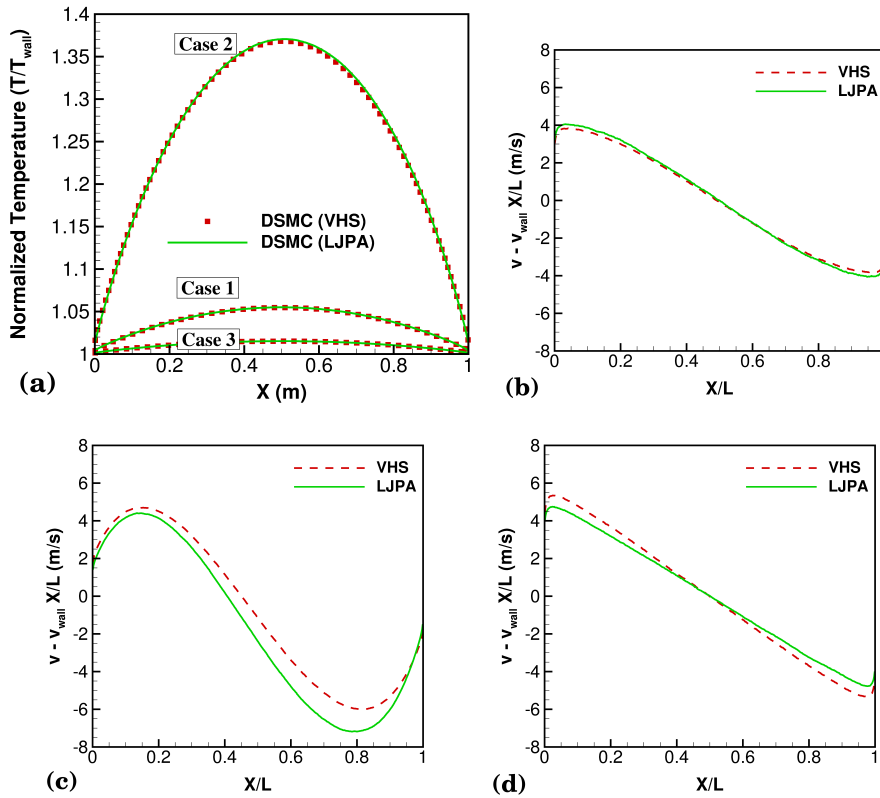 Normalized Temperature (T/T_wall)
1.4
1.35
1.3
1.25
1.2
1.15
1.1
1.05
1
Case 2
DSMC (VHS)
DSMC (LJPA)
Case 1
Case 3
0 0.2 0.4 0.6 0.8 1
X (m)
(a)
v - v_wall X/L (m/s)
8
6
4
2
0
-2
-4
-6
-8
VHS
LJPA
0 0.2 0.4 0.6 0.8
X/L
(b)
v - v_wall X/L (m/s)
8
6
4
2
0
-2
-4
-6
-8
VHS
LJPA
0 0.2 0.4 0.6 0.8 1
X/L
(c)
v - v_wall X/L (m/s)
8
6
4
2
0
-2
-4
-6
-8
VHS
LJPA
0 0.2 0.4 0.6 0.8 1
X/L
(d)